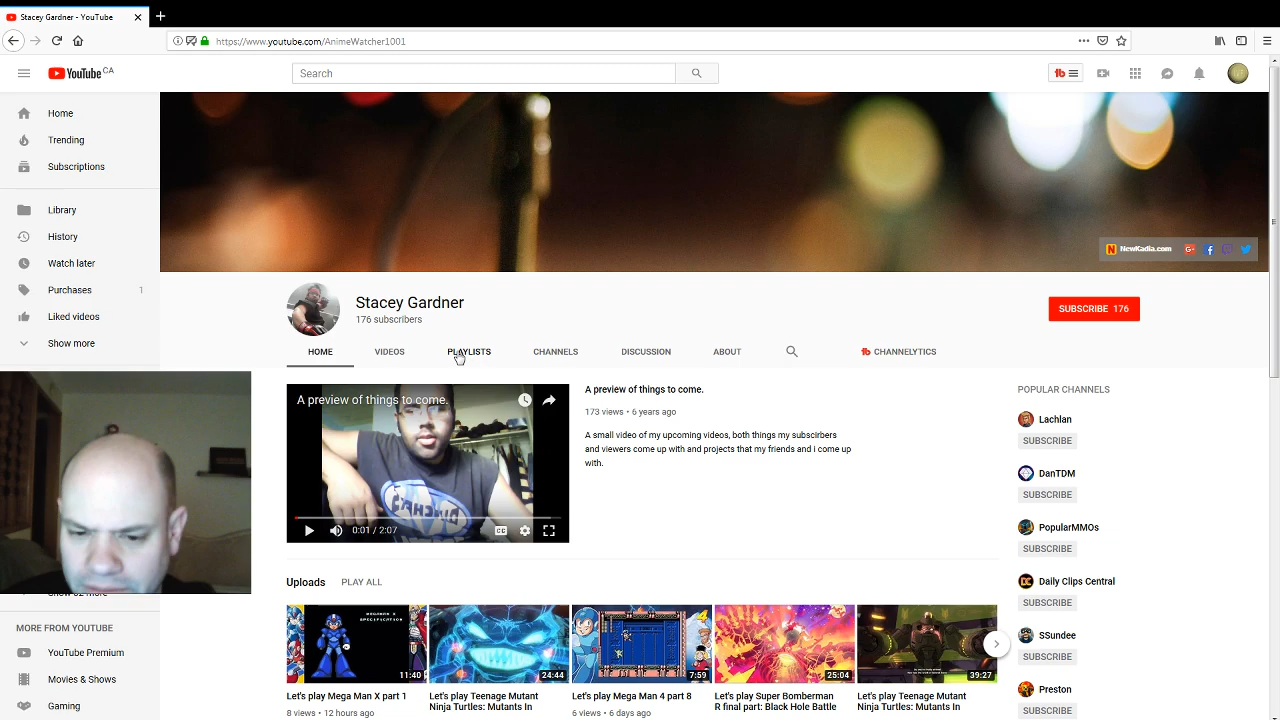 Stacey Gardner - YouTube
https://www.youtube.com/AnimeWatcher1001
YouTube CA
Search
Home
Trending
Subscriptions
Library
History
Watch later
Purchases 1
Liked videos
Show more
MORE FROM YOUTUBE
YouTube Premium
Movies & Shows
Gaming
NewKadia.com
Stacey Gardner
176 subscribers
SUBSCRIBE 176
HOME VIDEOS PLAYLISTS CHANNELS DISCUSSION ABOUT CHANNELYTICS
A preview of things to come.
0:01 / 2:07
A preview of things to come.
173 views • 6 years ago
A small video of my upcoming videos, both things my subscirbers
and viewers come up with and projects that my friends and i come up
with.
Uploads PLAY ALL
MEGAMAN X
SPECIFICATION
11:40
24:44
7:59
25:04
39:27
Let's play Mega Man X part 1
8 views • 12 hours ago
Let's play Teenage Mutant
Ninja Turtles: Mutants In
Let's play Mega Man 4 part 8
6 views • 6 days ago
Let's play Super Bomberman
R final part: Black Hole Battle
Let's play Teenage Mutant
Ninja Turtles: Mutants In
POPULAR CHANNELS
Lachlan
SUBSCRIBE
DanTDM
SUBSCRIBE
PopularMMOs
SUBSCRIBE
Daily Clips Central
SUBSCRIBE
SSundee
SUBSCRIBE
Preston
SUBSCRIBE